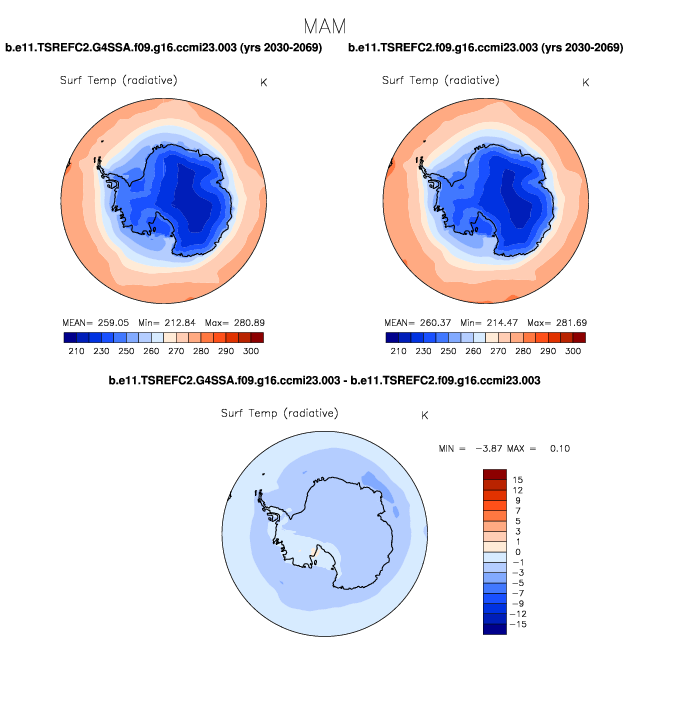 MAM
b.e11.TSREFC2.G4SSA.f09.g16.ccmi23.003 (yrs 2030-2069)
b.e11.TSREFC2.f09.g16.ccmi23.003 (yrs 2030-2069)
Surf Temp (radiative) K
Surf Temp (radiative) K
MEAN= 259.05 Min= 212.84 Max= 280.89
210 230 250 260 270 280 290 300
MEAN= 260.37 Min= 214.47 Max= 281.69
210 230 250 260 270 280 290 300
b.e11.TSREFC2.G4SSA.f09.g16.ccmi23.003 - b.e11.TSREFC2.f09.g16.ccmi23.003
Surf Temp (radiative) K
MIN = -3.87 MAX = 0.10
15
12
9
7
5
3
1
0
-1
-3
-5
-7
-9
-12
-15